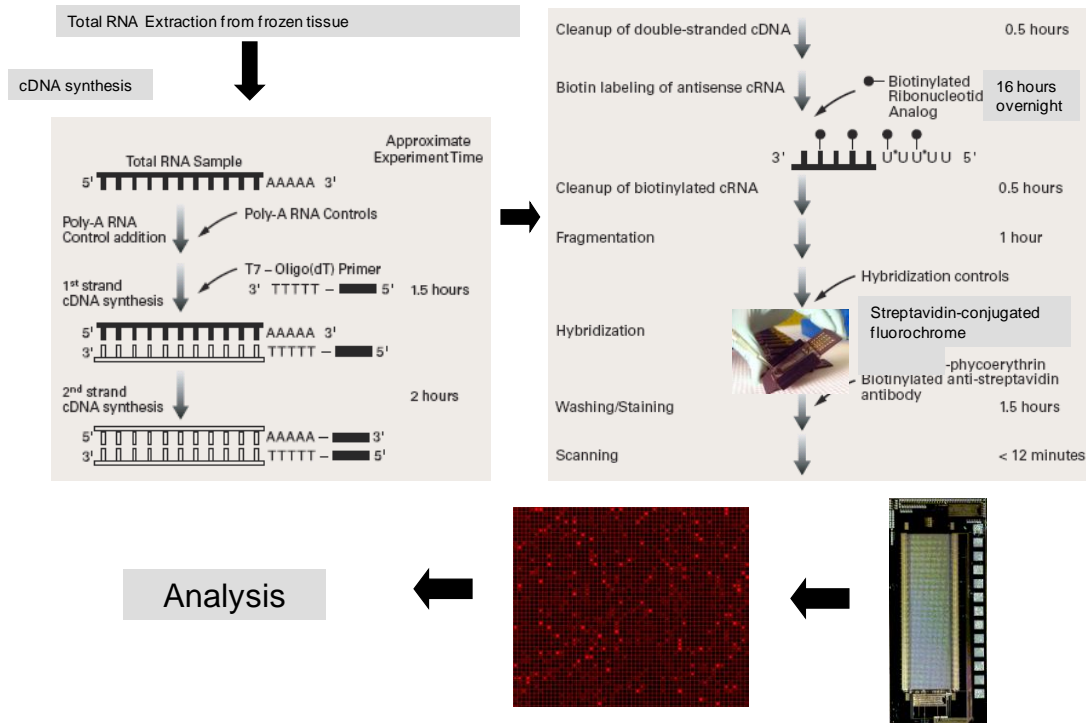 Total RNA Extraction from frozen tissue
cDNA synthesis
Approximate
Experiment Time
Total RNA Sample
5' AAAAA 3'
Poly-A RNA Controls
Poly-A RNA
Control addition
T7 – Oligo(dT) Primer
3' TTTTT – 5'
1st strand
cDNA synthesis
1.5 hours
5' AAAAA 3'
3' TTTTT – 5'
2nd strand
cDNA synthesis
2 hours
5' AAAAA – 3'
3' TTTTT – 5'
Cleanup of double-stranded cDNA
0.5 hours
Biotin labeling of antisense cRNA
Biotinylated
Ribonucleotid
Analog
16 hours
overnight
3' U*UU*UU 5'
Cleanup of biotinylated cRNA
0.5 hours
Fragmentation
1 hour
Hybridization controls
Hybridization
Streptavidin-conjugated
fluorochrome
-phycoerythrin
Biotinylated anti-streptavidin
antibody
Washing/Staining
1.5 hours
Scanning
< 12 minutes
Analysis